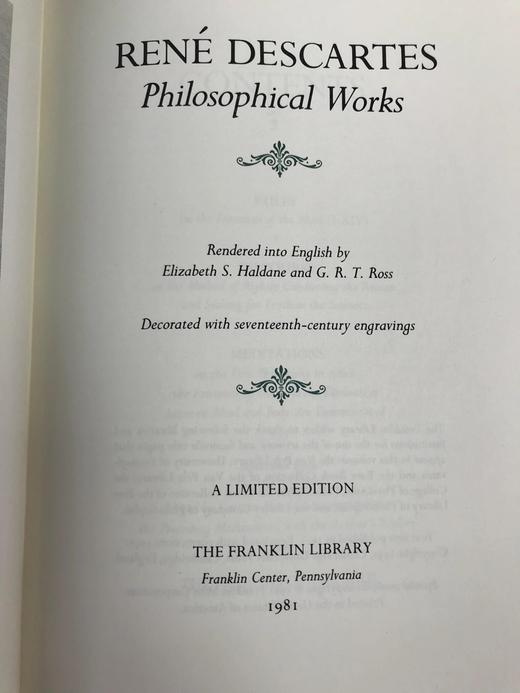 RENÉ DESCARTES
Philosophical Works
Rendered into English by
Elizabeth S. Haldane and G. R. T. Ross
Decorated with seventeenth-century engravings
A LIMITED EDITION
THE FRANKLIN LIBRARY
Franklin Center, Pennsylvania
1981